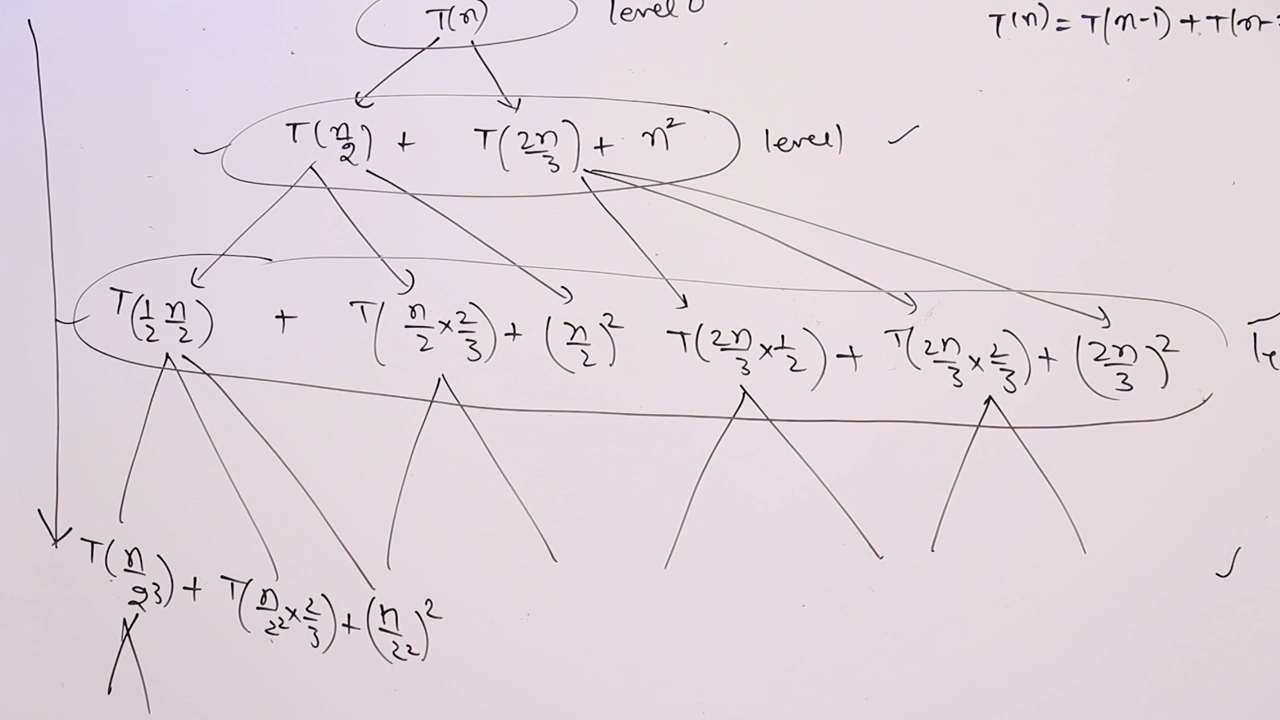 T(n) level 0
T(n) = T(n-1) + T(n-
T(n/2) + T(2n/3) + n² level 1
T(1/2 n/2) + T(n/2 × 2/3) + (n/2)² T(2n/3 × 1/2) + T(2n/3 × 2/3) + (2n/3)²
T(n/2³) + T(n/2² × 2/3) + (n/2²)²